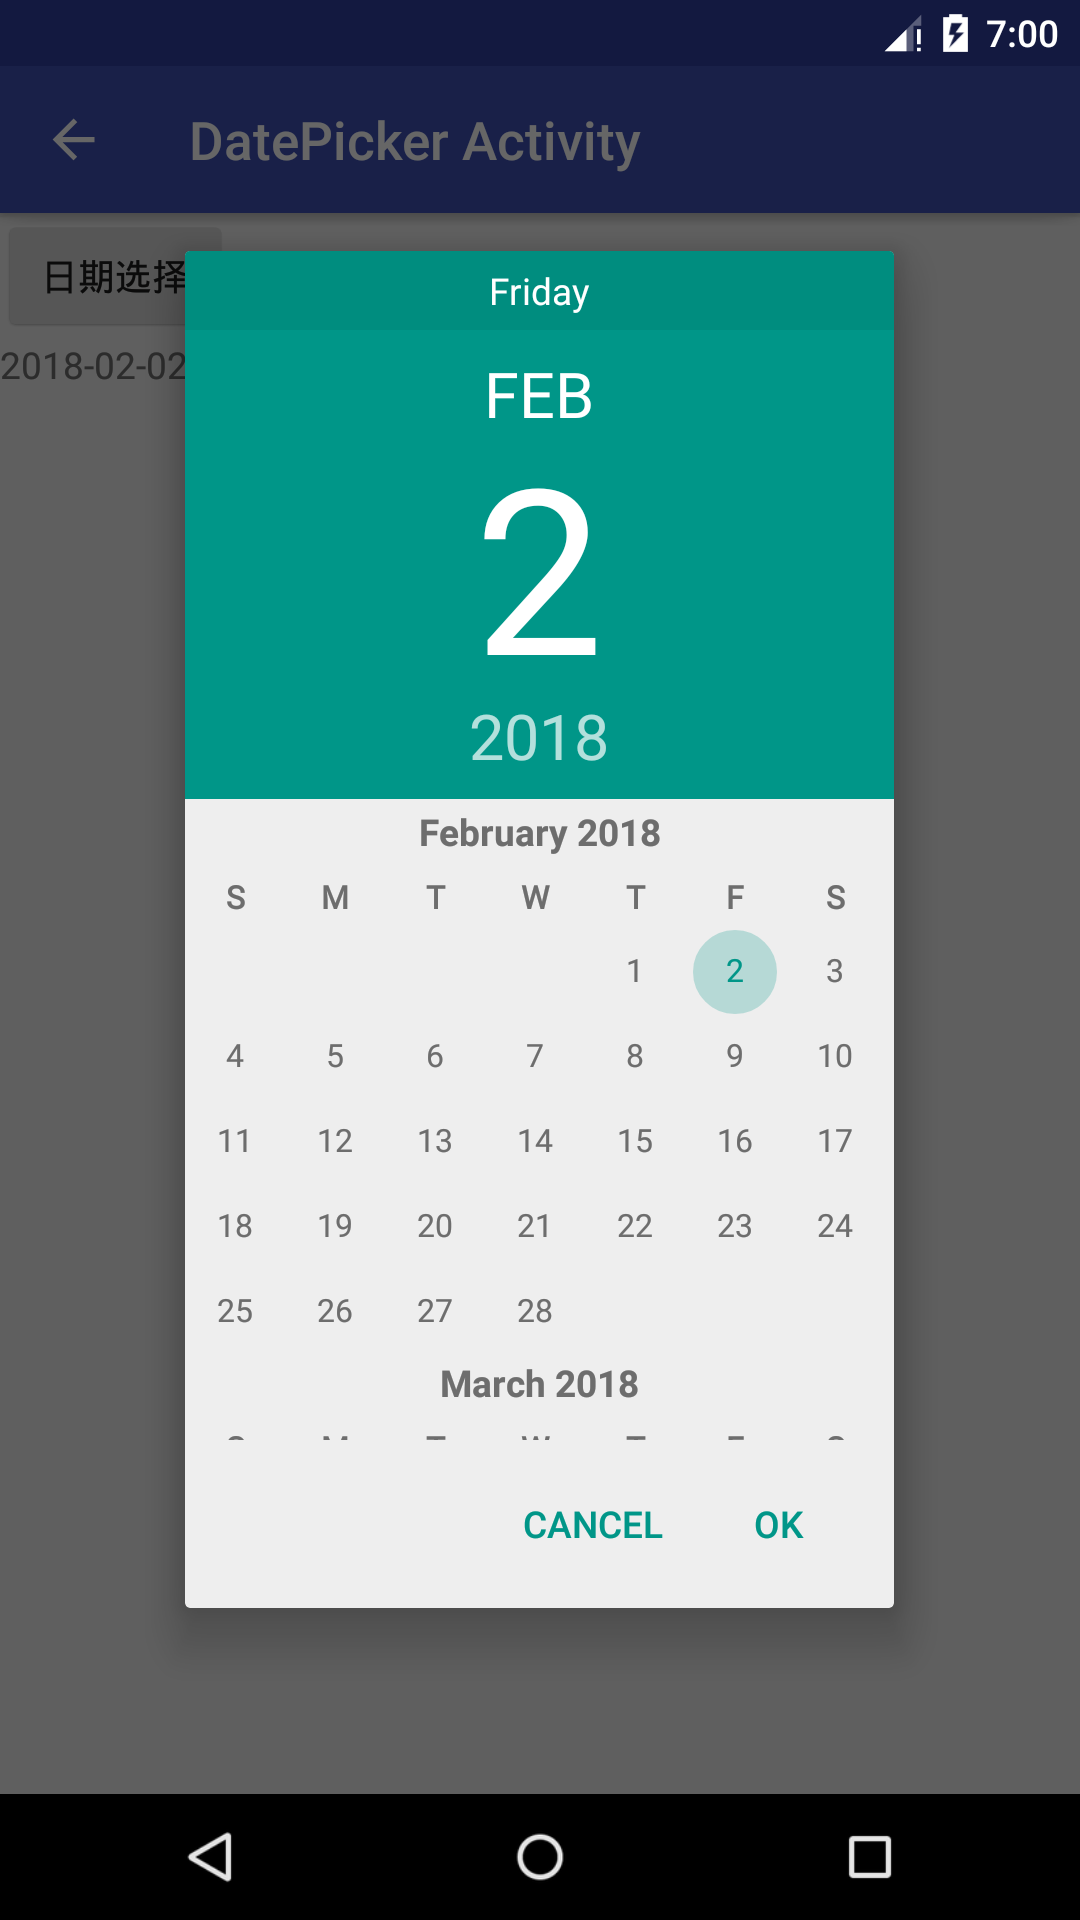 7:00
DatePicker Activity
日期选择
2018-02-02
Friday
FEB
2
2018
February 2018
S M T W T F S
1 2 3
4 5 6 7 8 9 10
11 12 13 14 15 16 17
18 19 20 21 22 23 24
25 26 27 28
March 2018
S M T W T F S
CANCEL OK